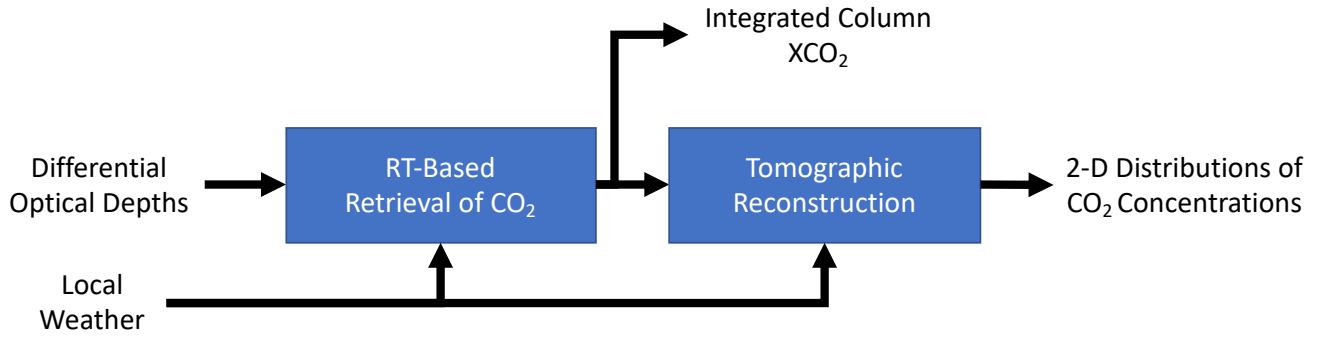 Integrated Column
XCO₂
Differential
Optical Depths
RT-Based
Retrieval of CO₂
Tomographic
Reconstruction
2-D Distributions of
CO₂ Concentrations
Local
Weather